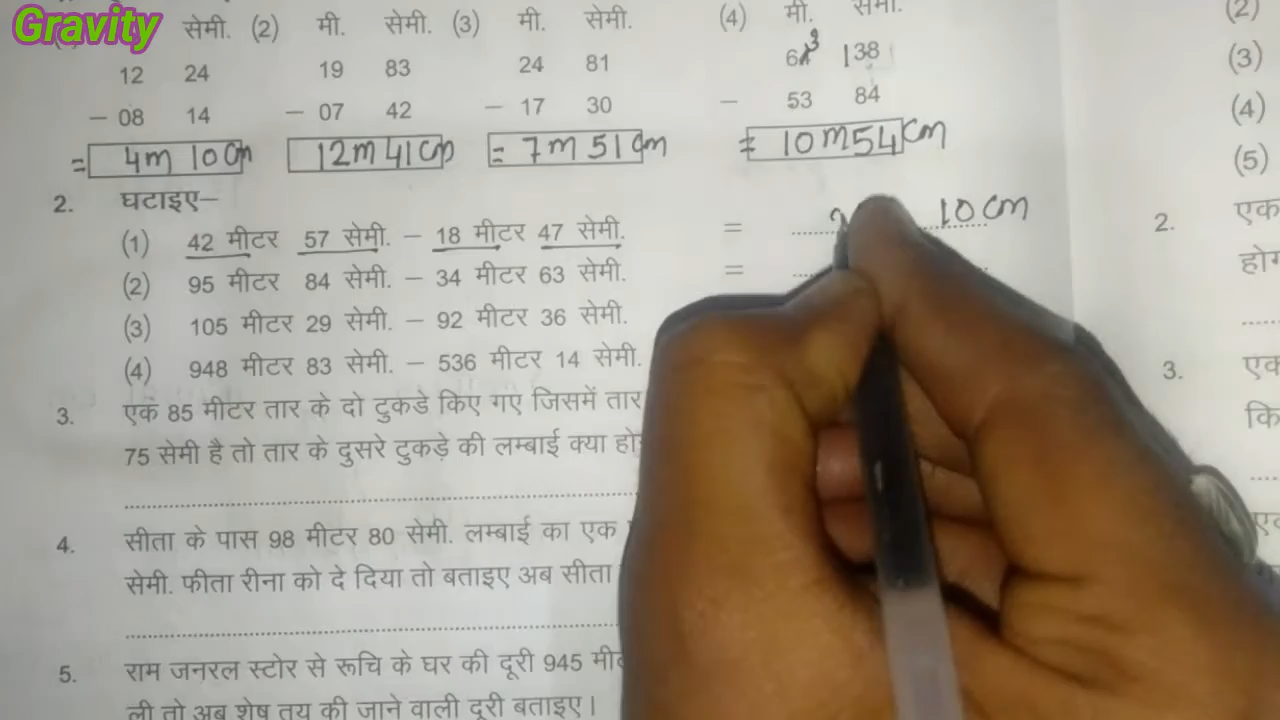 Gravity
सेमी. (2) मी. सेमी. (3) मी. सेमी. (4) मी. सेमी. (2)
12 24 19 83 24 81 64 3 138 (3)
– 08 14 – 07 42 – 17 30 – 53 84 (4)
= 4m 10cm 12m 41cm = 7m 51cm = 10m54cm (5)
2. घटाइए–
(1) 42 मीटर 57 सेमी. – 18 मीटर 47 सेमी. = 10cm
(2) 95 मीटर 84 सेमी. – 34 मीटर 63 सेमी. =
(3) 105 मीटर 29 सेमी. – 92 मीटर 36 सेमी.
(4) 948 मीटर 83 सेमी. – 536 मीटर 14 सेमी.
3. एक 85 मीटर तार के दो टुकडे किए गए जिसमें तार
75 सेमी है तो तार के दुसरे टुकड़े की लम्बाई क्या
4. सीता के पास 98 मीटर 80 सेमी. लम्बाई का एक
सेमी. फीता रीना को दे दिया तो बताइए अब सीता
5. राम जनरल स्टोर से रूचि के घर की दूरी 945
ली तो अब शेष तय की जाने वाली दूरी बताइए।
2. एक
3. एक